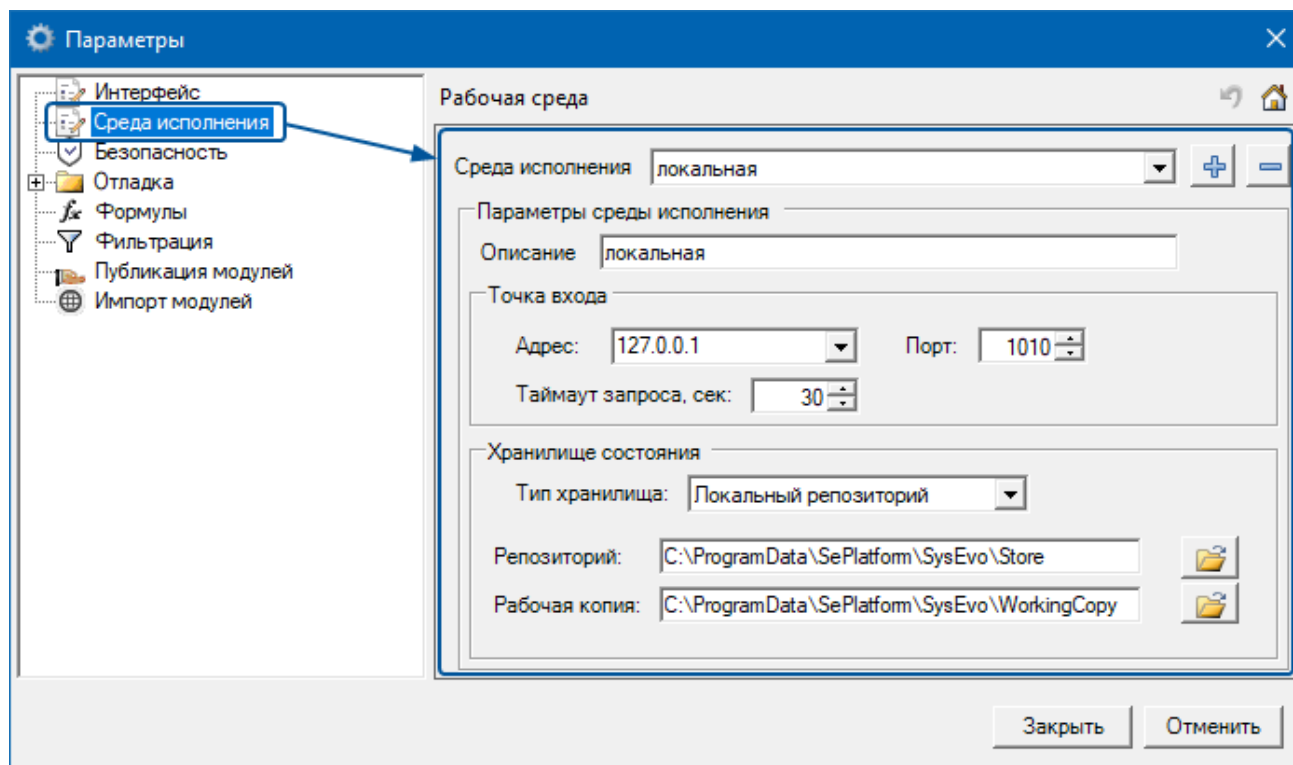 Параметры
Интерфейс
Среда исполнения
Безопасность
Отладка
Формулы
Фильтрация
Публикация модулей
Импорт модулей
Рабочая среда
Среда исполнения локальная
Параметры среды исполнения
Описание локальная
Точка входа
Адрес: 127.0.0.1 Порт: 1010
Таймаут запроса, сек: 30
Хранилище состояния
Тип хранилища: Локальный репозиторий
Репозиторий: C:\ProgramData\SePlatform\SysEvo\Store
Рабочая копия: C:\ProgramData\SePlatform\SysEvo\WorkingCopy
Закрыть Отменить